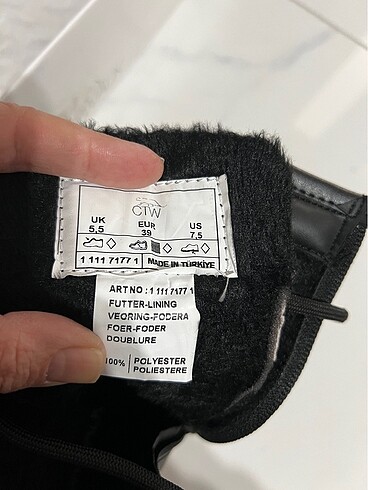 CTW
UK EUR US
5,5 39 7,5
1 111 7177 1 MADE IN TÜRKİYE
ART NO : 1 111 7177 1
FUTTER-LINING
VEORING-FODERA
FOER-FODER
DOUBLURE
100% POLYESTER
POLIESTERE